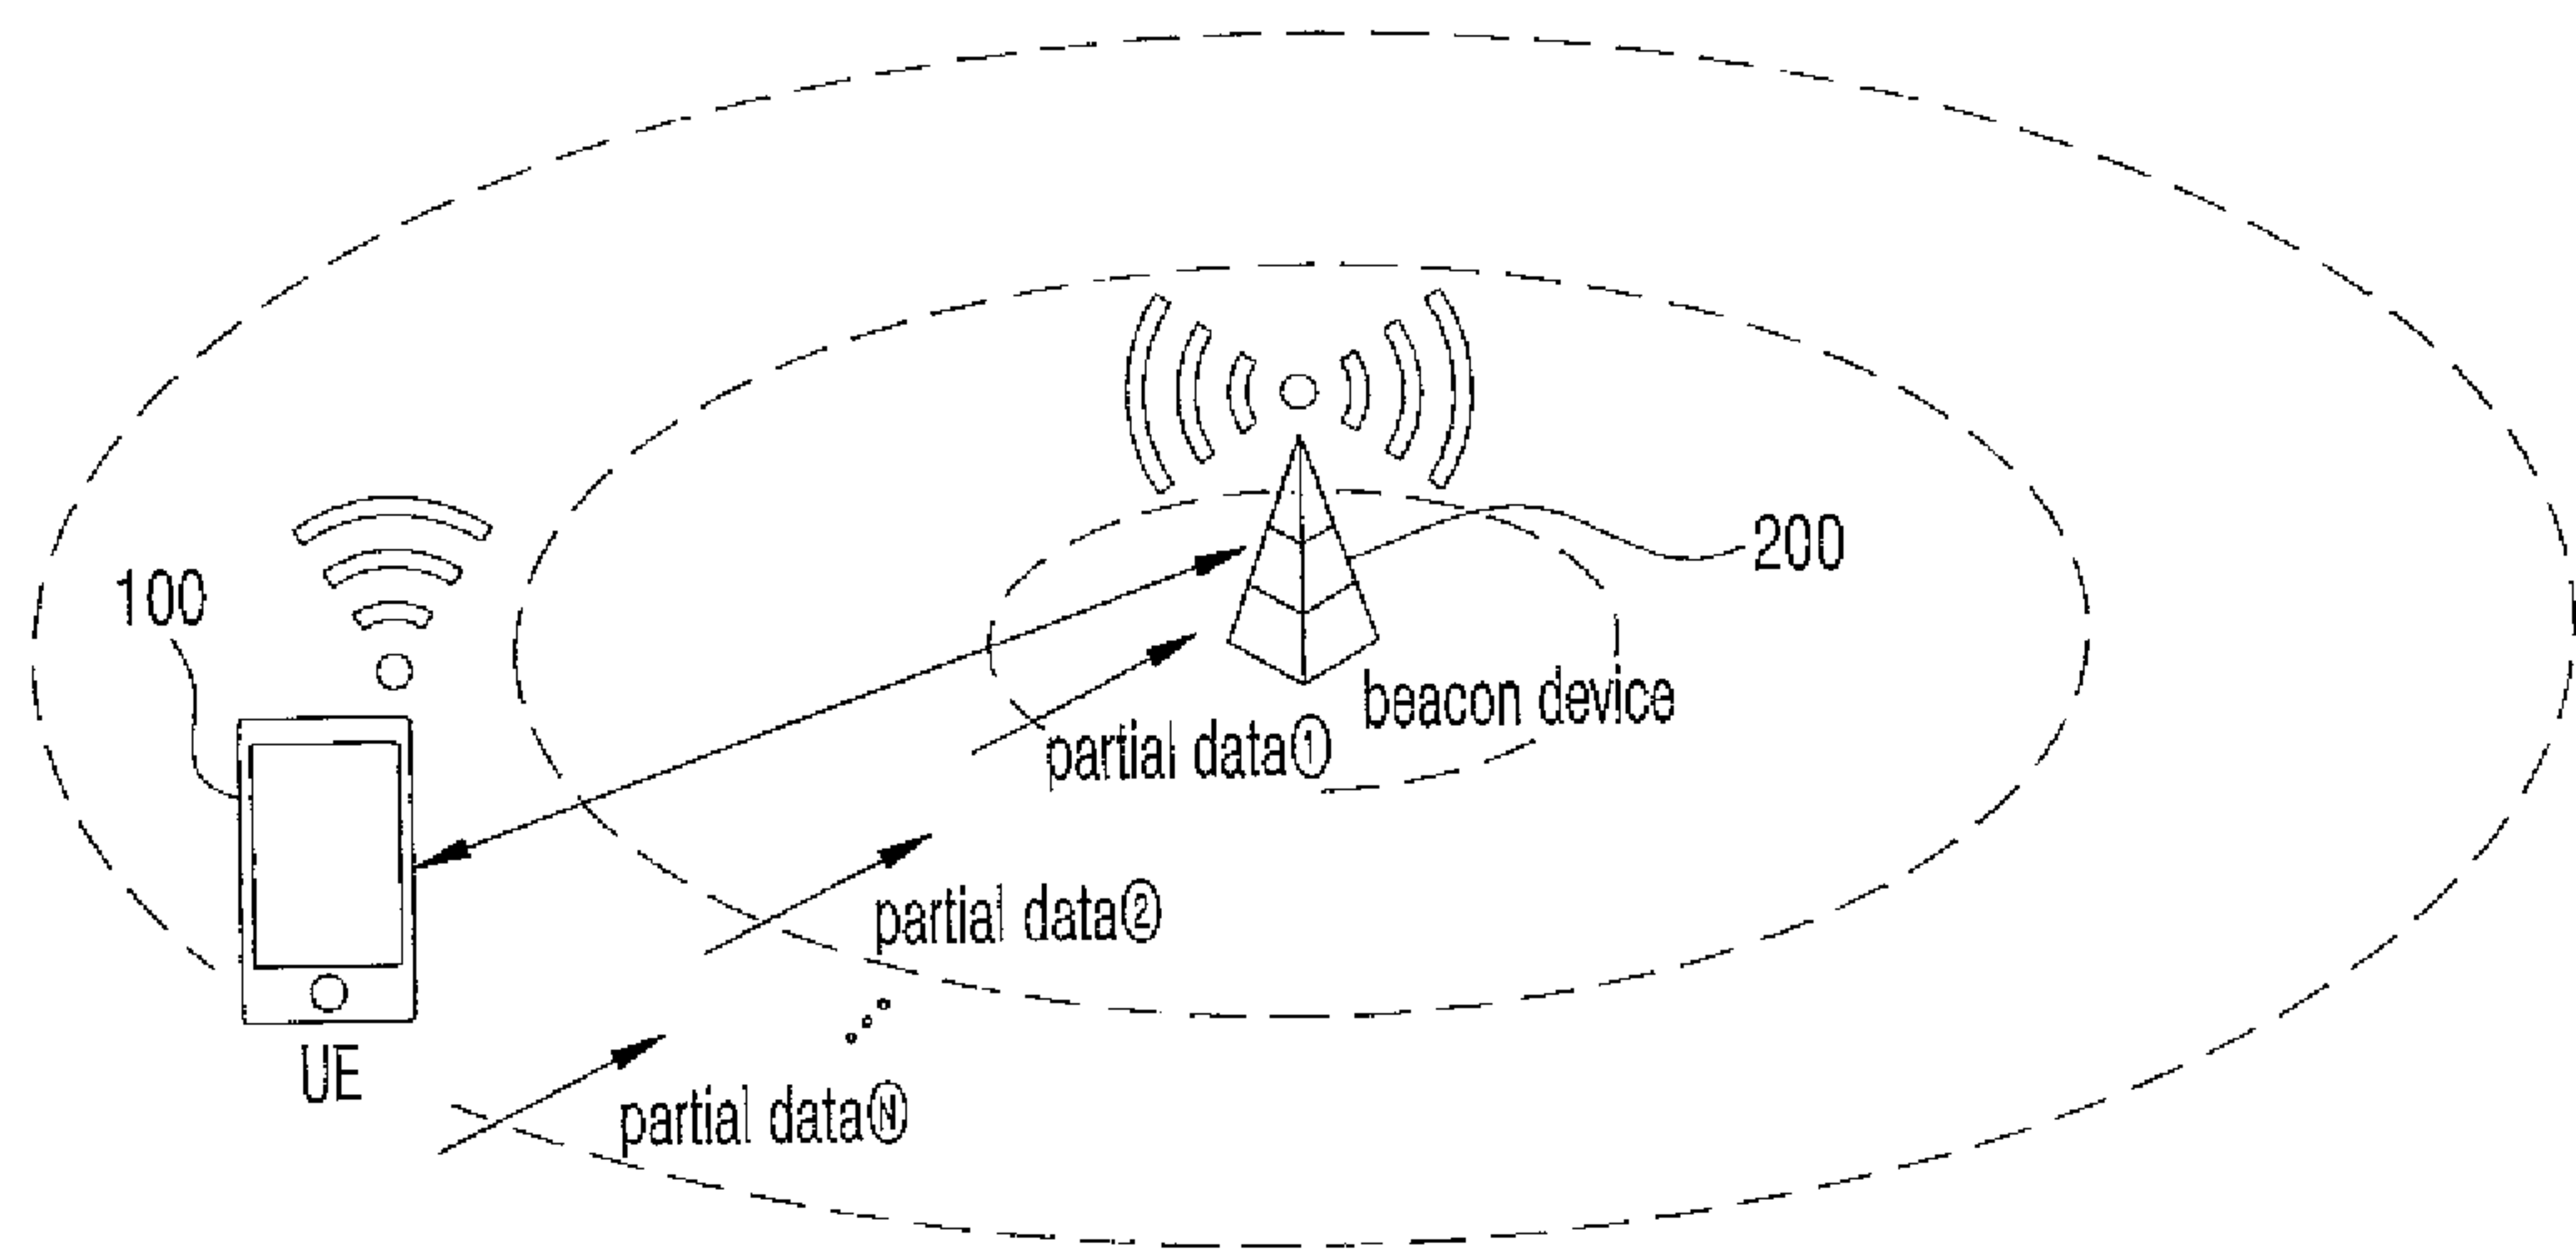 200
100
beacon device
partial data①
partial data②
UE
partial dataⓃ